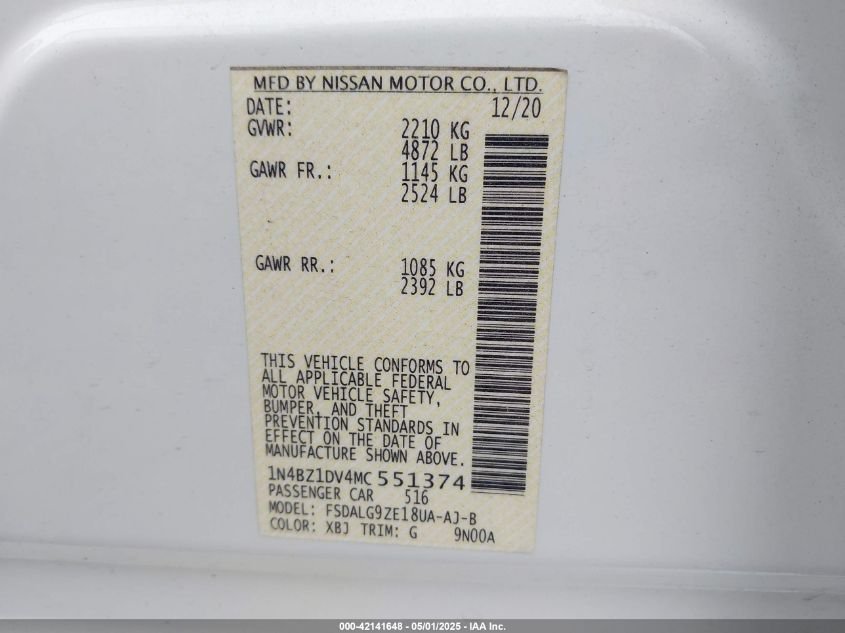 MFD BY NISSAN MOTOR CO., LTD.
DATE: 12/20
GVWR: 2210 KG
4872 LB
GAWR FR.: 1145 KG
2524 LB
GAWR RR.: 1085 KG
2392 LB
THIS VEHICLE CONFORMS TO
ALL APPLICABLE FEDERAL
MOTOR VEHICLE SAFETY,
BUMPER, AND THEFT
PREVENTION STANDARDS IN
EFFECT ON THE DATE OF
MANUFACTURE SHOWN ABOVE.
1N4BZ1DV4MC551374
PASSENGER CAR 516
MODEL: FSDALG9ZE18UA-AJ-B
COLOR: XBJ TRIM: G 9N00A
000-42141648 - 05/01/2025 - IAA Inc.